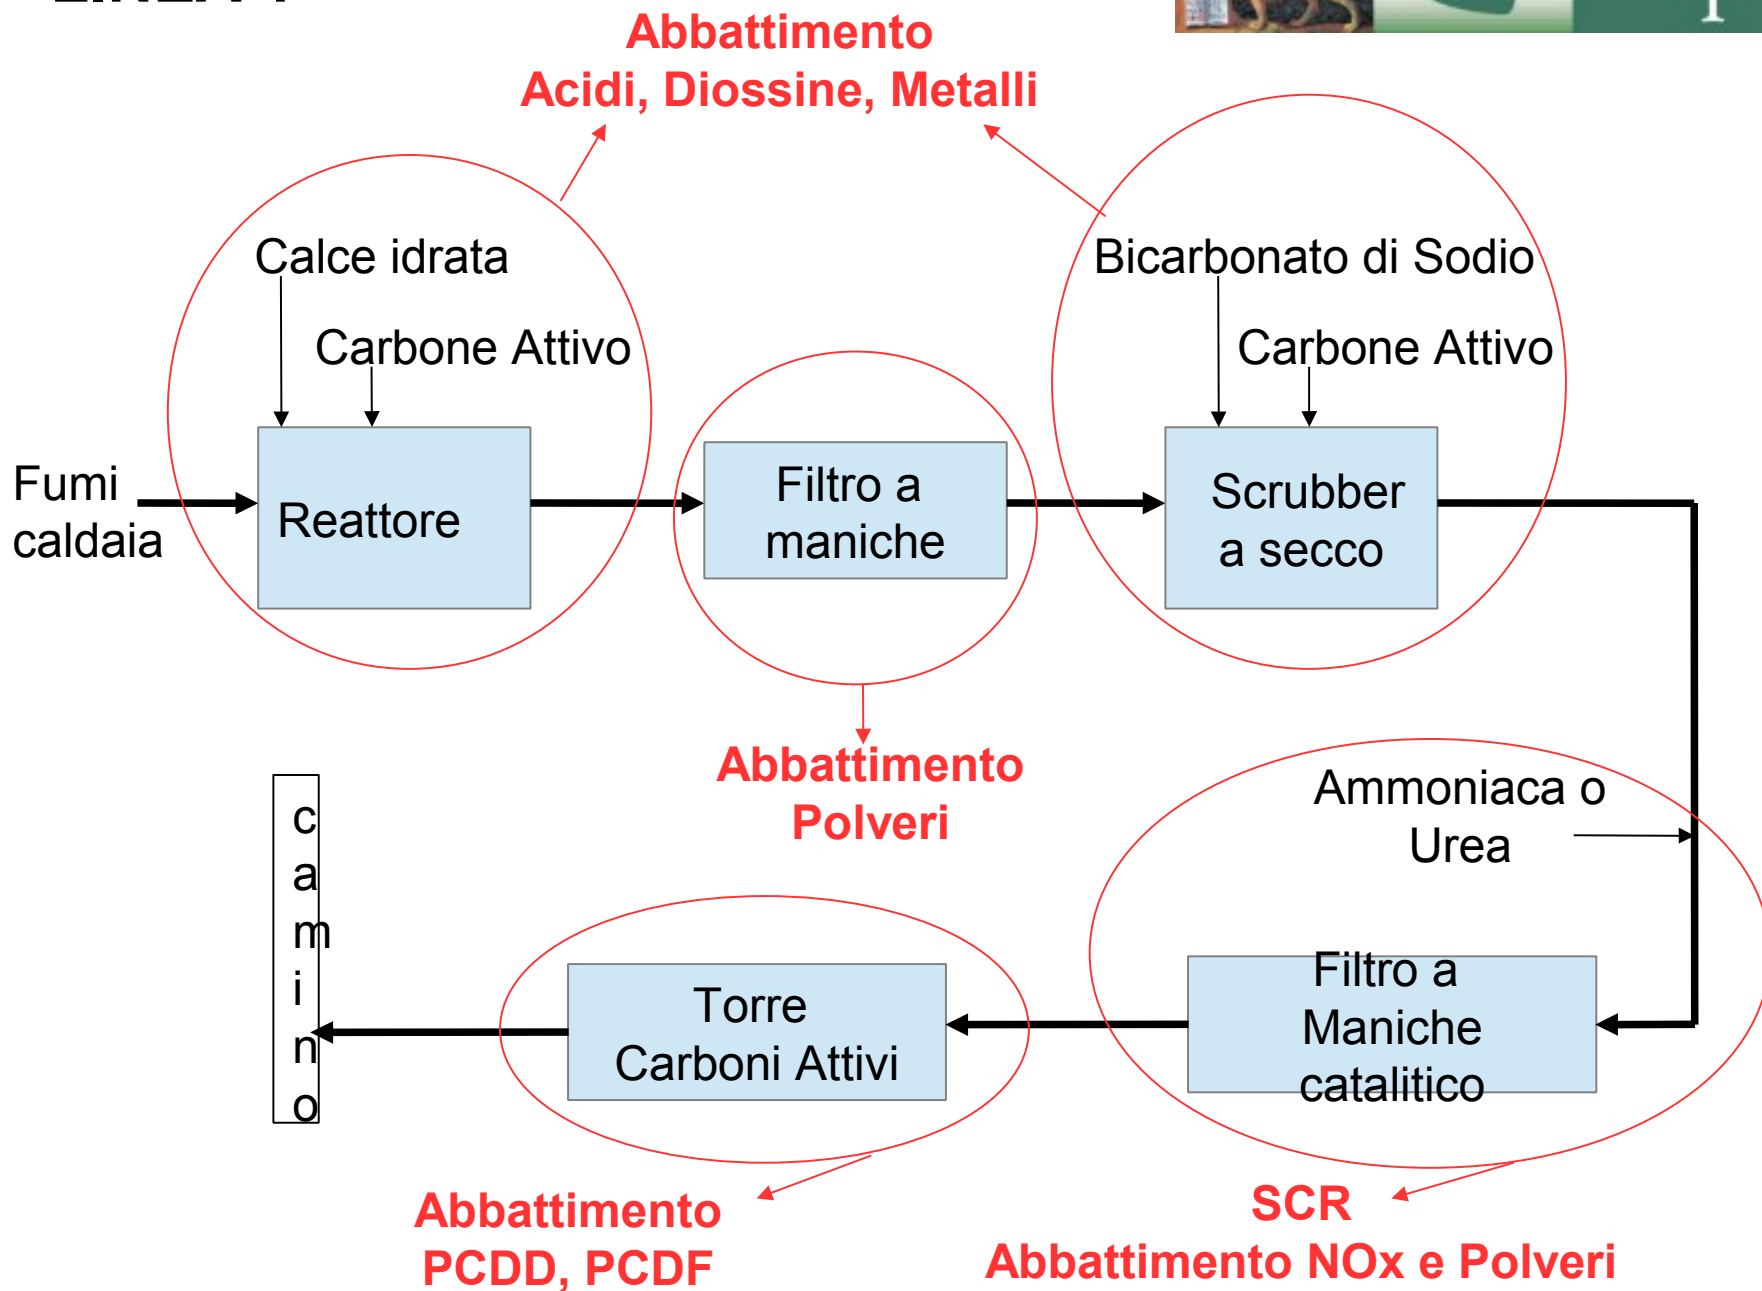 Abbattimento
Acidi, Diossine, Metalli
Calce idrata
Carbone Attivo
Bicarbonato di Sodio
Carbone Attivo
Fumi
caldaia
Reattore
Filtro a
maniche
Scrubber
a secco
Abbattimento
Polveri
Ammoniaca o
Urea
c
a
m
i
n
o
Torre
Carboni Attivi
Filtro a
Maniche
catalitico
Abbattimento
PCDD, PCDF
SCR
Abbattimento NOx e Polveri